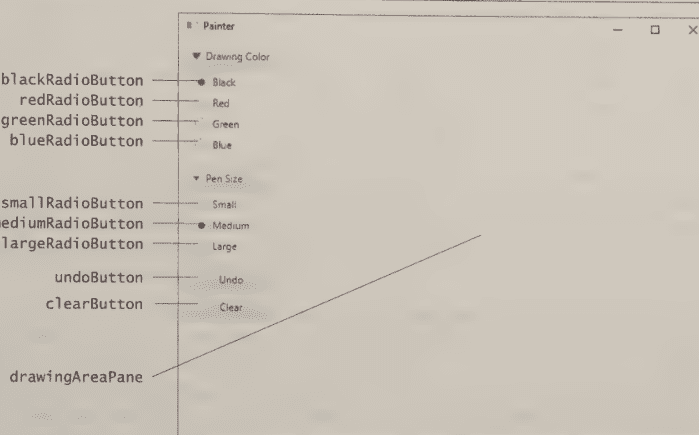 Painter
Drawing Color
blackRadioButton Black
redRadioButton Red
greenRadioButton Green
blueRadioButton Blue
Pen Size
smallRadioButton Small
mediumRadioButton Medium
largeRadioButton Large
undoButton Undo
clearButton Clear
drawingAreaPane